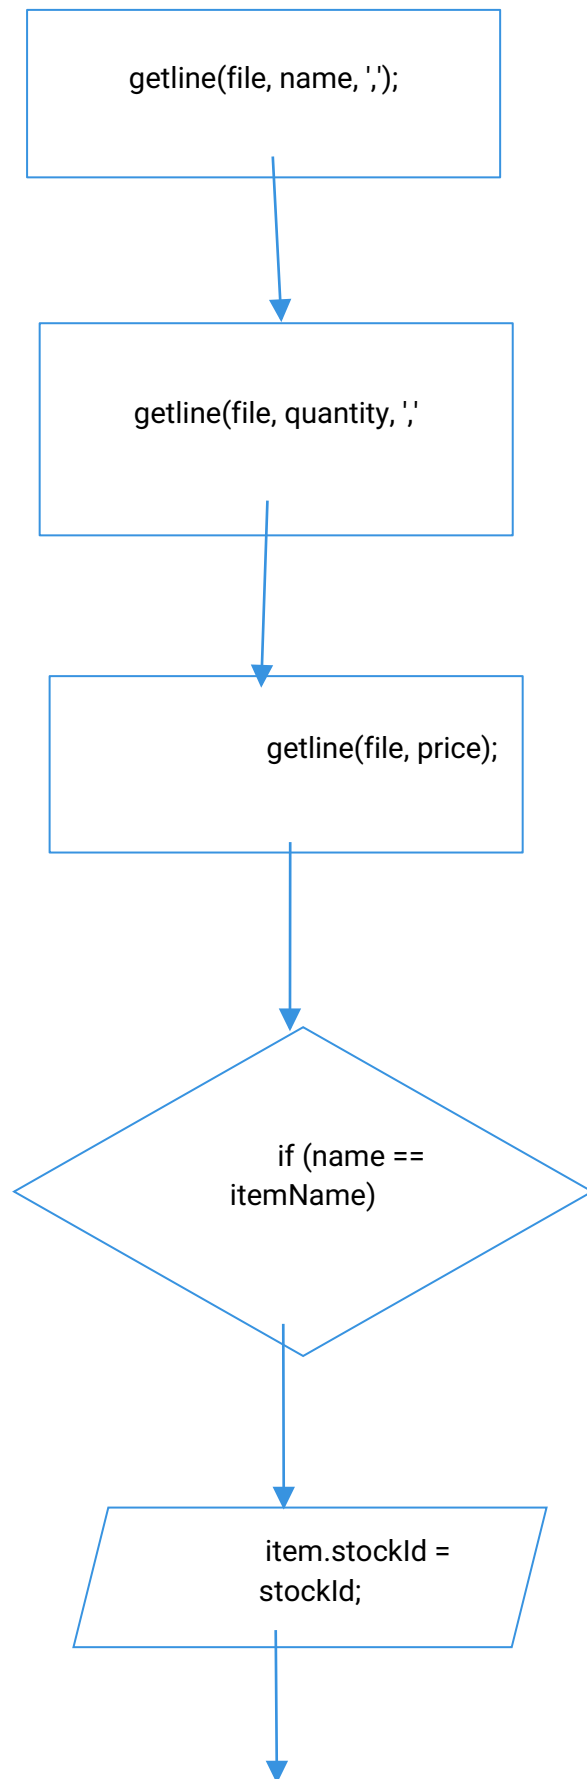 getline(file, name, ',');
getline(file, quantity, ','
getline(file, price);
if (name ==
itemName)
item.stockId =
stockId;